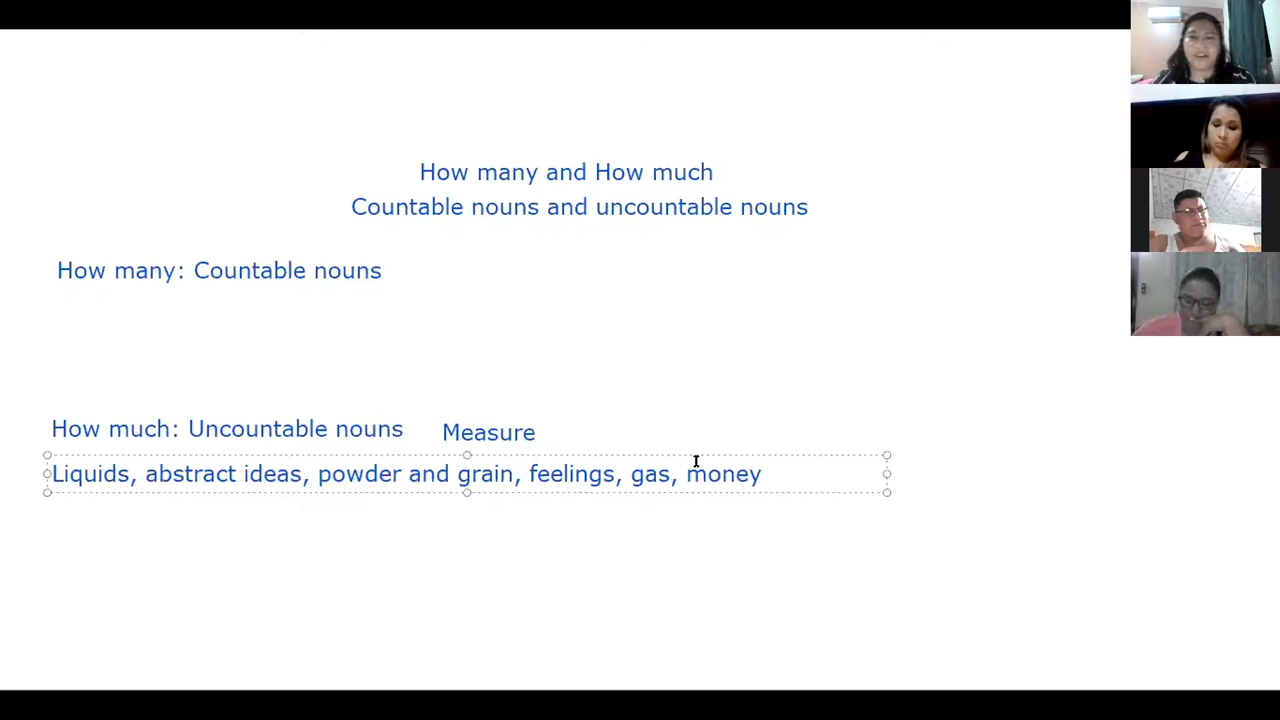 How many and How much
Countable nouns and uncountable nouns
How many: Countable nouns
How much: Uncountable nouns Measure
Liquids, abstract ideas, powder and grain, feelings, gas, money